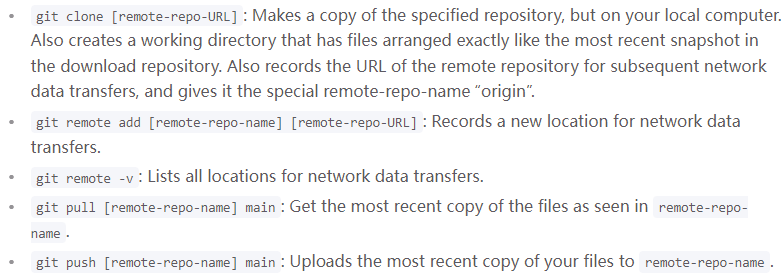 • git clone [remote-repo-URL] : Makes a copy of the specified repository, but on your local computer.
Also creates a working directory that has files arranged exactly like the most recent snapshot in
the download repository. Also records the URL of the remote repository for subsequent network
data transfers, and gives it the special remote-repo-name “origin”.
• git remote add [remote-repo-name] [remote-repo-URL] : Records a new location for network data
transfers.
• git remote -v : Lists all locations for network data transfers.
• git pull [remote-repo-name] main : Get the most recent copy of the files as seen in remote-repo-
name .
• git push [remote-repo-name] main : Uploads the most recent copy of your files to remote-repo-name .